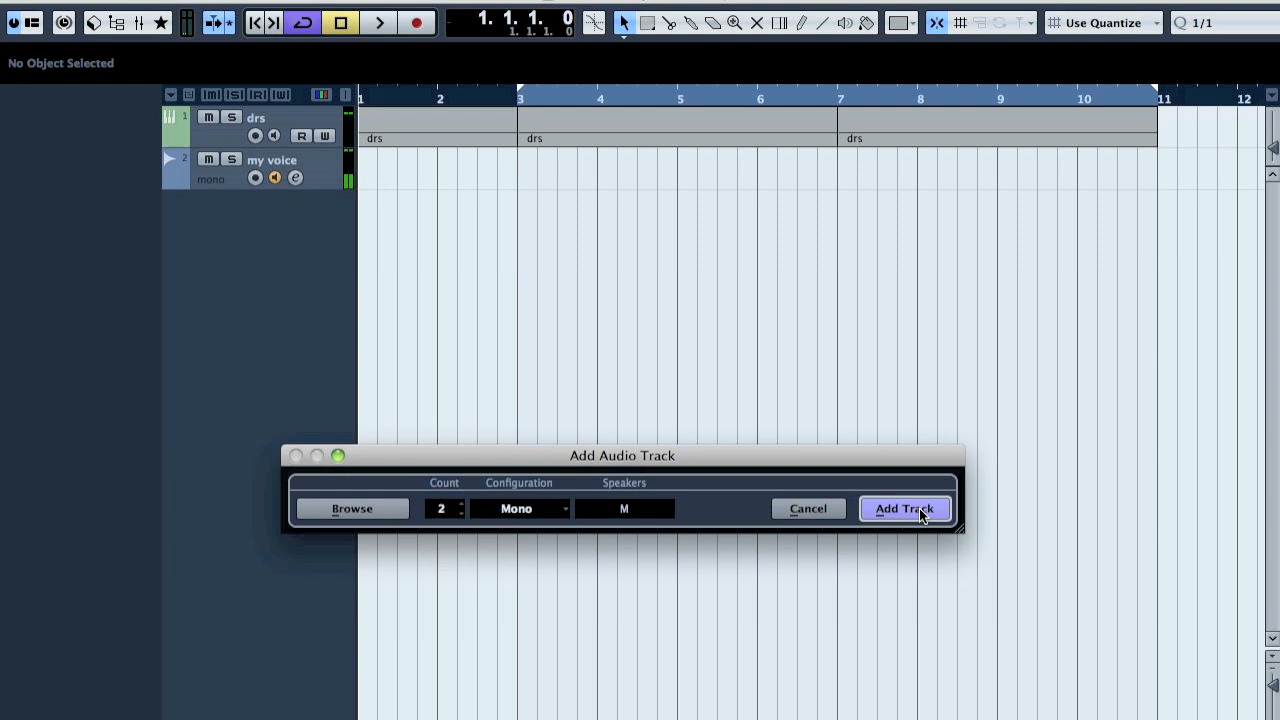 1. 1. 1. 0
1. 1. 1. 0
Use Quantize
Q 1/1
No Object Selected
M S R W
1 2 3 4 5 6 7 8 9 10 11 12
1 m S drs
R W
drs drs drs
2 m S my voice
mono e
Add Audio Track
Count Configuration Speakers
Browse 2 Mono M Cancel Add Track